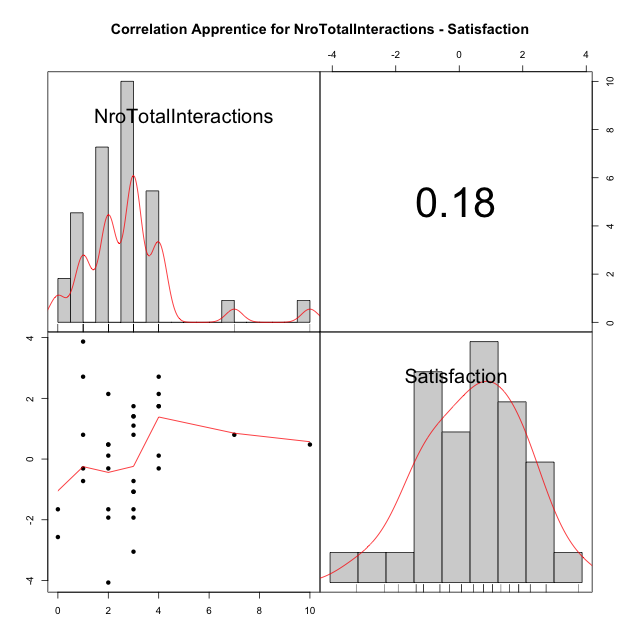 Correlation Apprentice for NroTotalInteractions - Satisfaction
-4 -2 0 2 4
NroTotalInteractions
0.18
10
8
6
4
2
0
4
2
0
-2
-4
Satisfaction
0 2 4 6 8 10